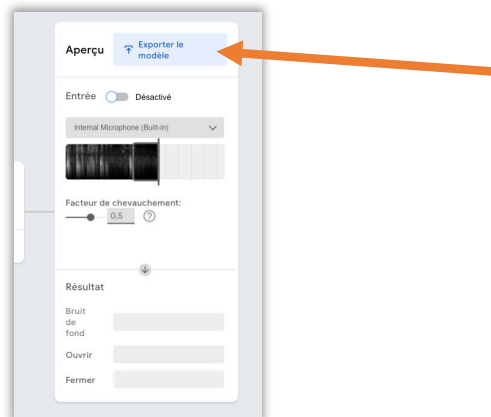 Aperçu
Exporter le
modèle
Entrée
Désactivé
Internal Microphone (Built-in)
Facteur de chevauchement:
0,5
Résultat
Bruit
de
fond
Ouvrir
Fermer